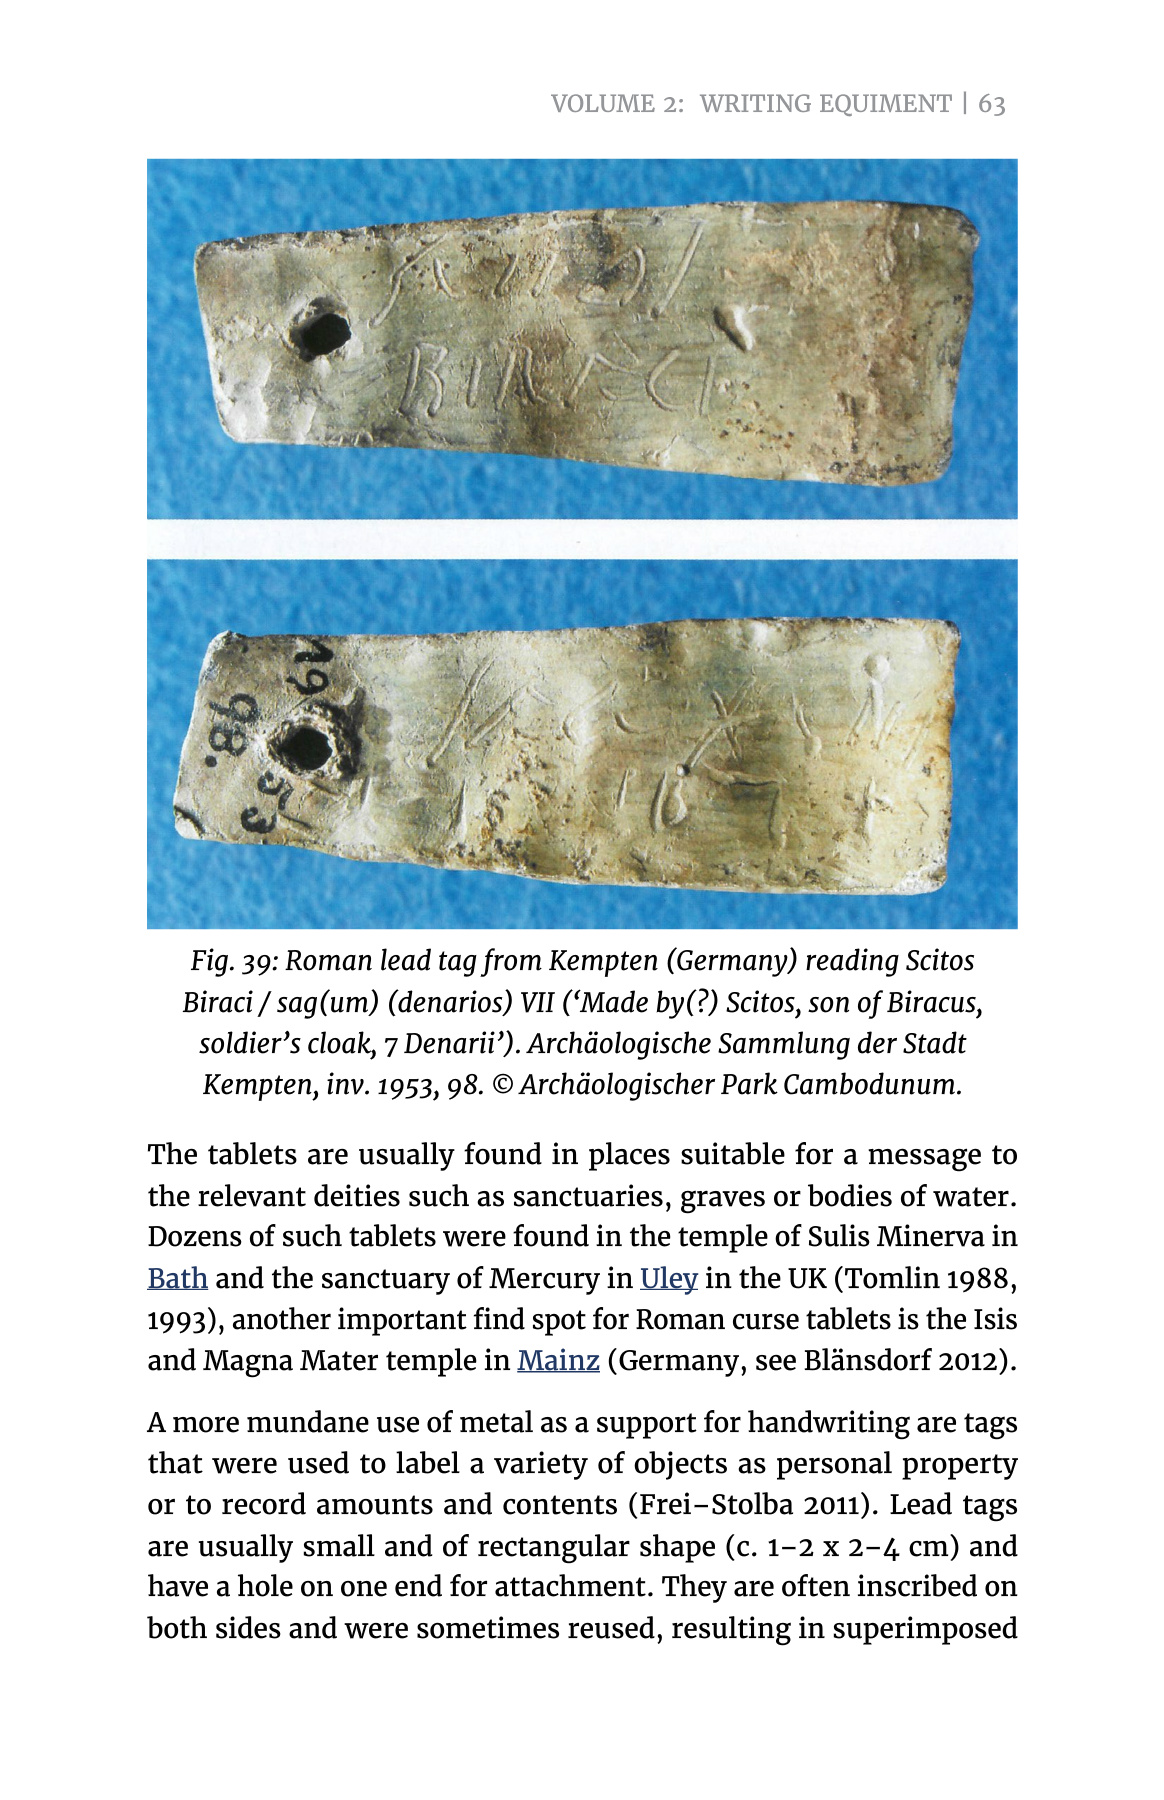 VOLUME 2: WRITING EQUIMENT | 63
BIRACI
19
53
98.
Fig. 39: Roman lead tag from Kempten (Germany) reading Scitos
Biraci / sag(um) (denarios) VII (‘Made by(?) Scitos, son of Biracus,
soldier’s cloak, 7 Denarii’). Archäologische Sammlung der Stadt
Kempten, inv. 1953, 98. © Archäologischer Park Cambodunum.
The tablets are usually found in places suitable for a message to
the relevant deities such as sanctuaries, graves or bodies of water.
Dozens of such tablets were found in the temple of Sulis Minerva in
Bath and the sanctuary of Mercury in Uley in the UK (Tomlin 1988,
1993), another important find spot for Roman curse tablets is the Isis
and Magna Mater temple in Mainz (Germany, see Blänsdorf 2012).
A more mundane use of metal as a support for handwriting are tags
that were used to label a variety of objects as personal property
or to record amounts and contents (Frei–Stolba 2011). Lead tags
are usually small and of rectangular shape (c. 1–2 x 2–4 cm) and
have a hole on one end for attachment. They are often inscribed on
both sides and were sometimes reused, resulting in superimposed